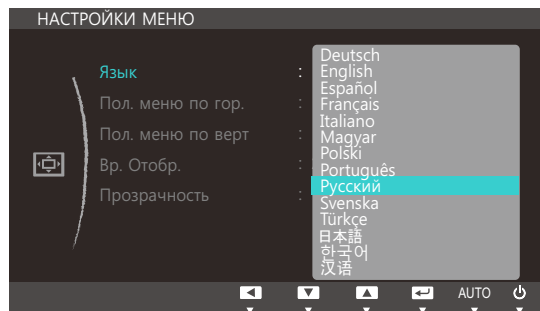 НАСТРОЙКИ МЕНЮ
Язык :
Пол. меню по гор. :
Пол. меню по верт :
Вр. Отобр. :
Прозрачность :
Deutsch
English
Español
Français
Italiano
Magyar
Polski
Português
Русский
Svenska
Türkçe
日本語
한국어
汉语
AUTO